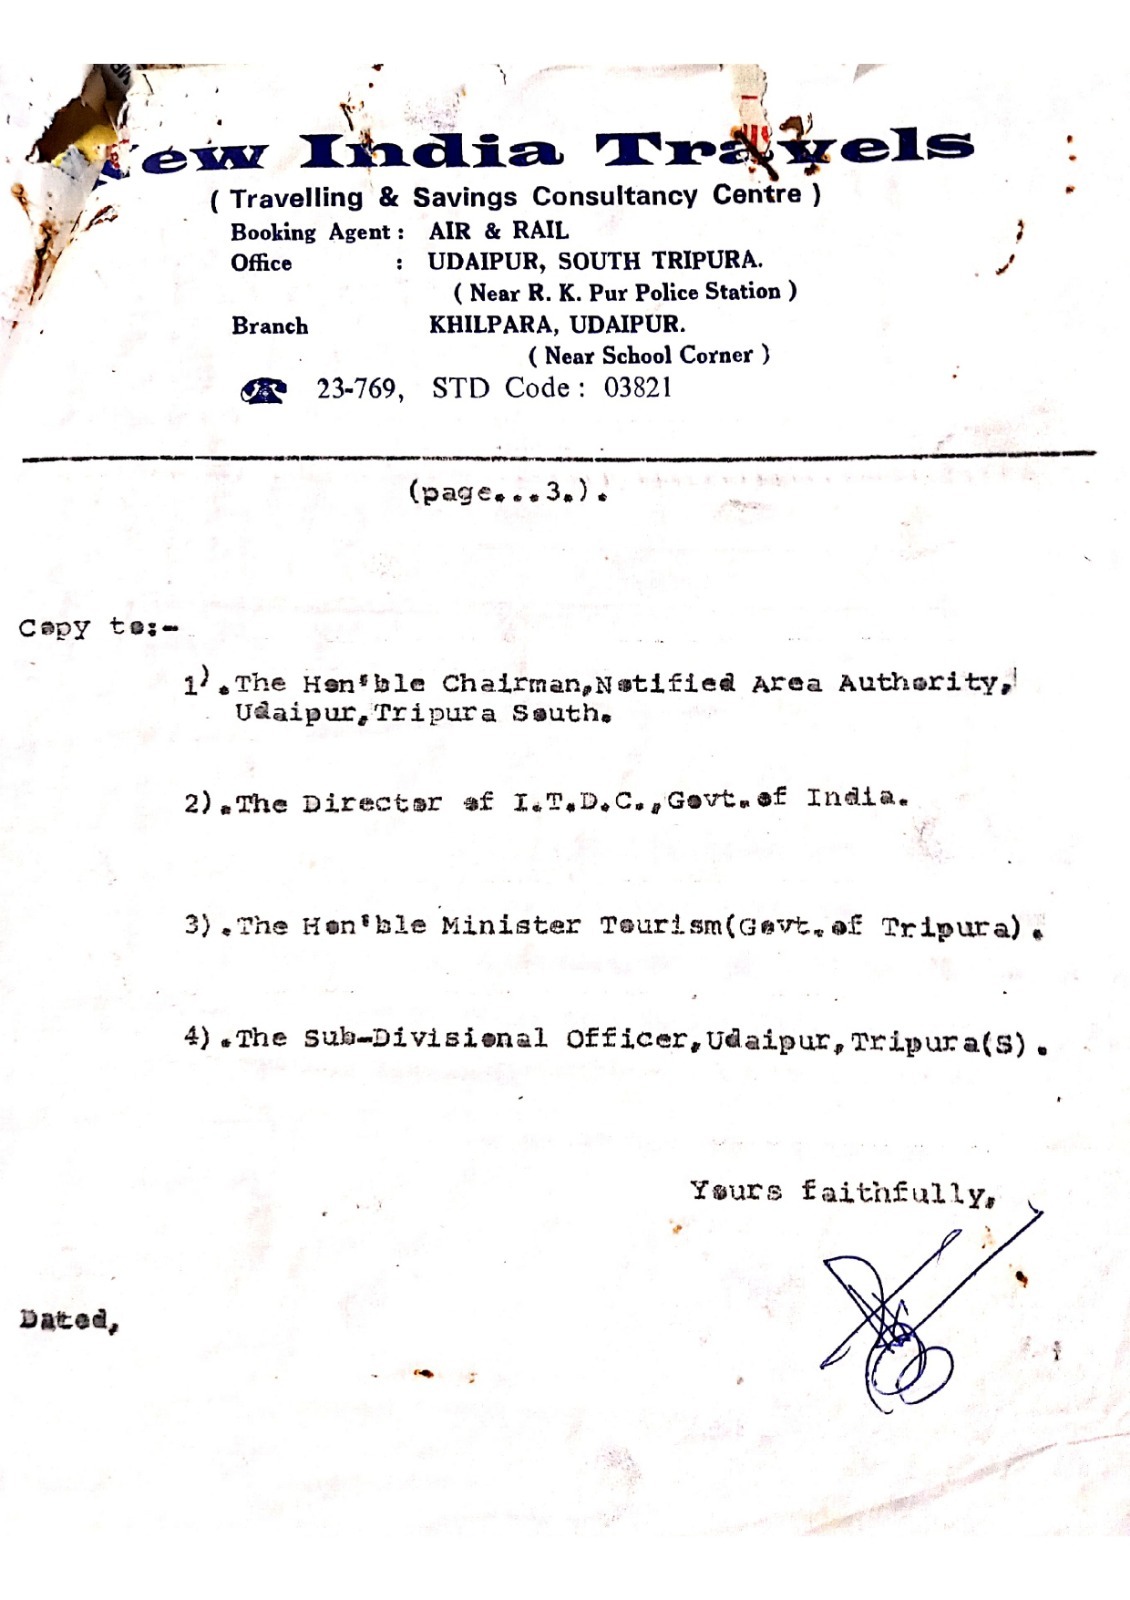 New India Travels
( Travelling & Savings Consultancy Centre )
Booking Agent : AIR & RAIL
Office : UDAIPUR, SOUTH TRIPURA.
( Near R. K. Pur Police Station )
Branch KHILPARA, UDAIPUR.
( Near School Corner )
☎ 23-769, STD Code : 03821
(page...3.).
Copy to:-
1).The Hon'ble Chairman,Notified Area Authority,
Udaipur,Tripura South.
2).The Director of I.T.D.C.,Govt.of India.
3).The Hon'ble Minister Tourism(Govt.of Tripura).
4).The Sub-Divisional Officer,Udaipur,Tripura(S).
Yours faithfully,
Dated,